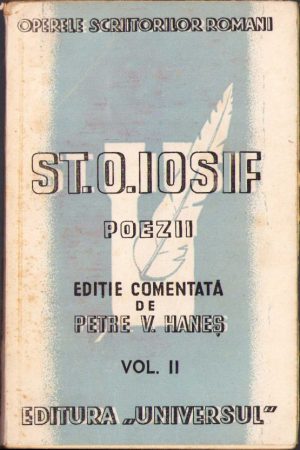 OPERELE SCRIITORILOR ROMANI
ST. O. IOSIF
POEZII
EDIȚIE COMENTATĂ
DE
PETRE V. HANEȘ
VOL. II
EDITURA „UNIVERSUL"